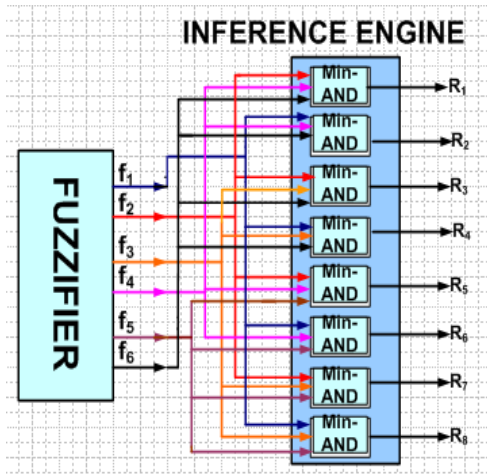 INFERENCE ENGINE
FUZZIFIER
f1
f2
f3
f4
f5
f6
Min-
AND
R1
Min-
AND
R2
Min-
AND
R3
Min-
AND
R4
Min-
AND
R5
Min-
AND
R6
Min-
AND
R7
Min-
AND
R8